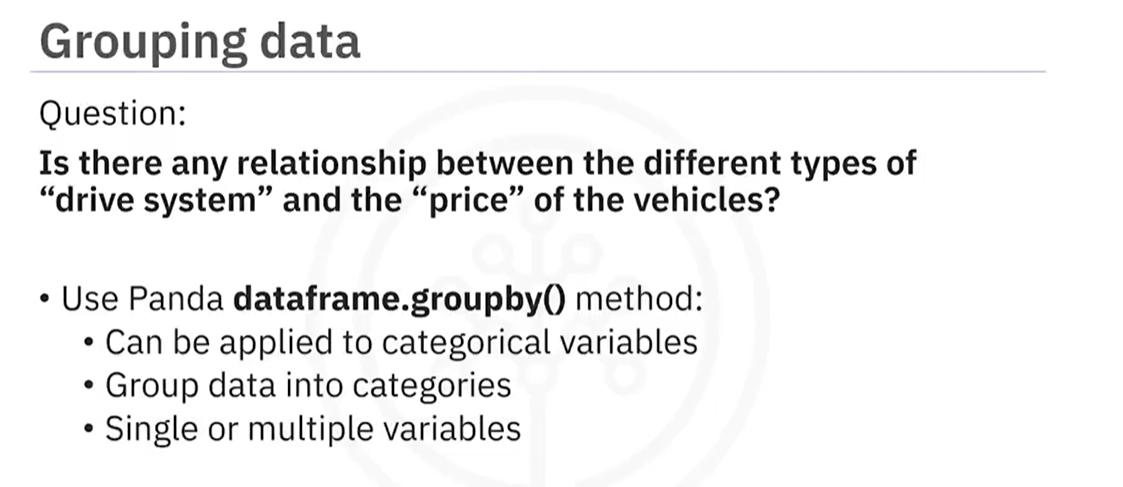 Grouping data
Question:
Is there any relationship between the different types of
“drive system” and the “price” of the vehicles?
• Use Panda dataframe.groupby() method:
• Can be applied to categorical variables
• Group data into categories
• Single or multiple variables